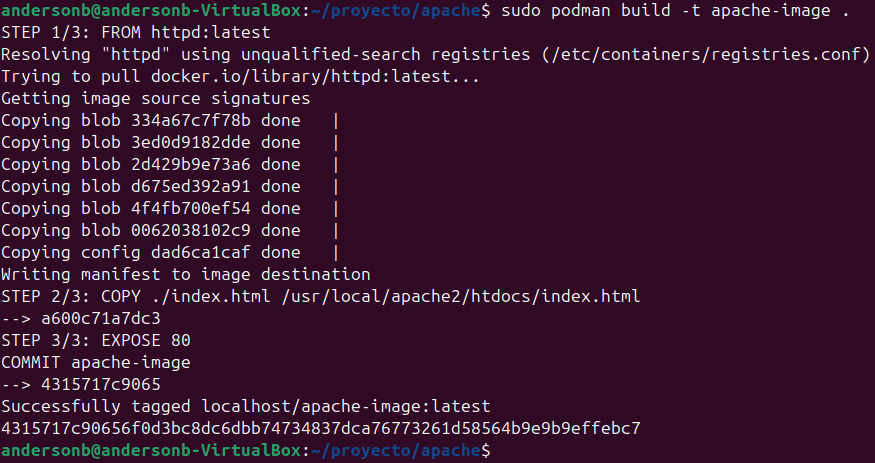 andersonb@andersonb-VirtualBox:~/proyecto/apache$ sudo podman build -t apache-image .
STEP 1/3: FROM httpd:latest
Resolving "httpd" using unqualified-search registries (/etc/containers/registries.conf)
Trying to pull docker.io/library/httpd:latest...
Getting image source signatures
Copying blob 334a67c7f78b done   |
Copying blob 3ed0d9182dde done   |
Copying blob 2d429b9e73a6 done   |
Copying blob d675ed392a91 done   |
Copying blob 4f4fb700ef54 done   |
Copying blob 0062038102c9 done   |
Copying config dad6ca1caf done   |
Writing manifest to image destination
STEP 2/3: COPY ./index.html /usr/local/apache2/htdocs/index.html
--> a600c71a7dc3
STEP 3/3: EXPOSE 80
COMMIT apache-image
--> 4315717c9065
Successfully tagged localhost/apache-image:latest
4315717c90656f0d3bc8dc6dbb74734837dca76773261d58564b9e9b9effebc7
andersonb@andersonb-VirtualBox:~/proyecto/apache$